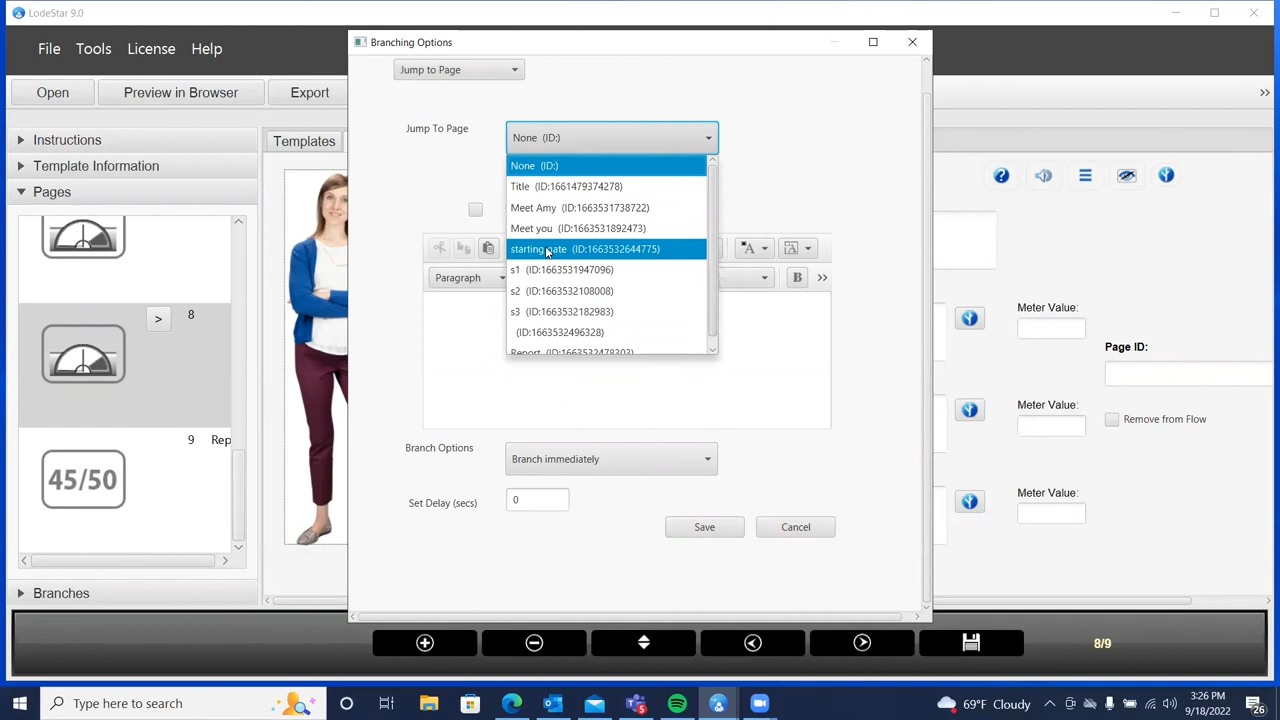 LodeStar 9.0
File Tools License Help
Branching Options
Jump to Page
Open Preview in Browser Export >>
Instructions
Template Information
Pages
Templates
Jump To Page
None (ID:)
None (ID:)
Title (ID:1661479374278)
Meet Amy (ID:1663531738722)
Meet you (ID:1663531892473)
starting gate (ID:1663532644775)
s1 (ID:1663531947096)
s2 (ID:1663532108008)
s3 (ID:1663532182983)
(ID:1663532496328)
Report (ID:1663532478303)
Paragraph
A A
B >>
> 8
9 Rep
45/50
Meter Value:
Page ID:
Meter Value:
Remove from Flow
Meter Value:
Branch Options
Branch immediately
Set Delay (secs)
0
Save Cancel
Branches
8/9
Type here to search
69°F Cloudy
3:26 PM
9/18/2022
26